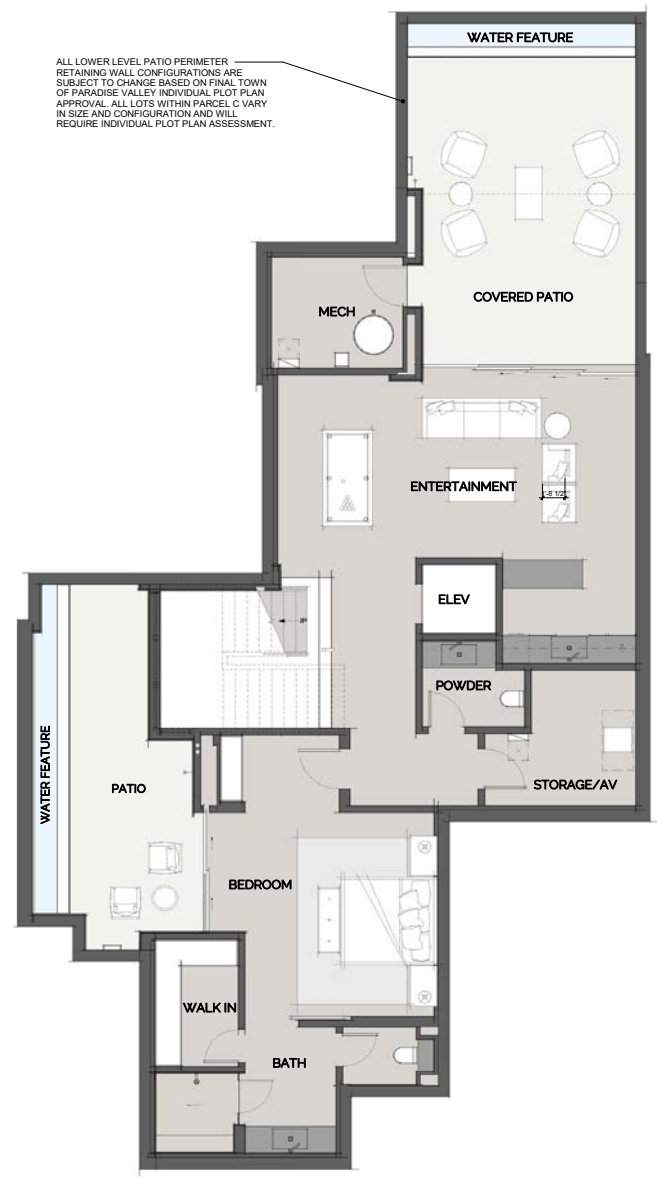 WATER FEATURE
ALL LOWER LEVEL PATIO PERIMETER
RETAINING WALL CONFIGURATIONS ARE
SUBJECT TO CHANGE BASED ON FINAL TOWN
OF PARADISE VALLEY INDIVIDUAL PLOT PLAN
APPROVAL. ALL LOTS WITHIN PARCEL C VARY
IN SIZE AND CONFIGURATION AND WILL
REQUIRE INDIVIDUAL PLOT PLAN ASSESSMENT.
COVERED PATIO
MECH
ENTERTAINMENT
ELEV
POWDER
WATER FEATURE
PATIO
STORAGE/AV
BEDROOM
WALK IN
BATH